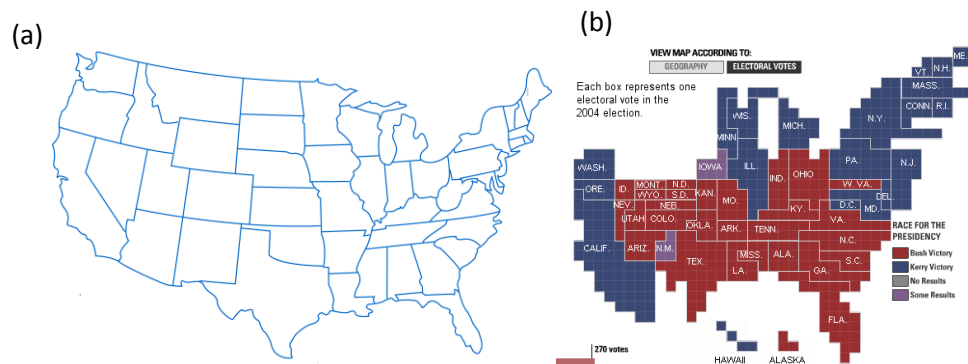 (a)
(b)
VIEW MAP ACCORDING TO:
GEOGRAPHY ELECTORAL VOTES
Each box represents one
electoral vote in the
2004 election.
ME.
VT. N.H.
MASS.
CONN. R.I.
N.Y.
WIS.
MICH.
MINN
IOWA
ILL.
IND.
OHIO
PA.
N.J.
W. VA.
DEL.
D.C.
MD.
WASH.
ORE.
ID.
MONT. N.D.
WYO. S.D.
KAN.
MO.
KY.
VA.
NEV.
NEB.
UTAH COLO.
OKLA.
ARK.
TENN.
N.C.
CALIF.
ARIZ.
N.M.
TEX.
MISS.
LA.
ALA.
GA.
S.C.
FLA.
RACE FOR THE
PRESIDENCY
Bush Victory
Kerry Victory
No Results
Some Results
270 votes
HAWAII ALASKA